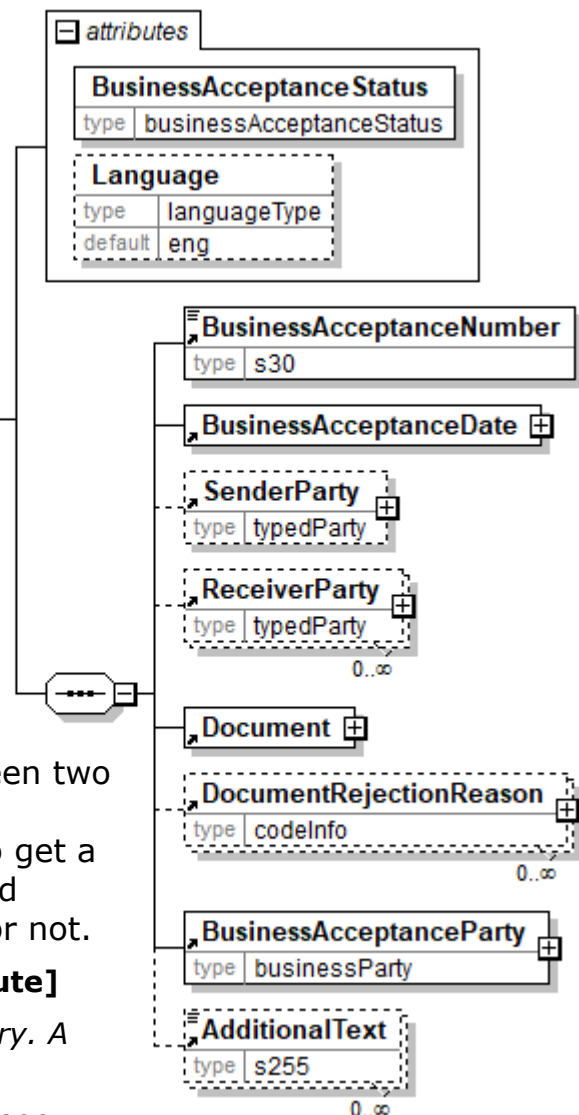 attributes
BusinessAcceptanceStatus
type businessAcceptanceStatus
Language
type languageType
default eng
BusinessAcceptanceNumber
type s30
BusinessAcceptanceDate
SenderParty
type typedParty
ReceiverParty
type typedParty
0..∞
Document
een two
DocumentRejectionReason
type codeInfo
o get a
0..∞
d
or not.
BusinessAcceptanceParty
type businessParty
ute]
ry. A
AdditionalText
type s255
0..∞